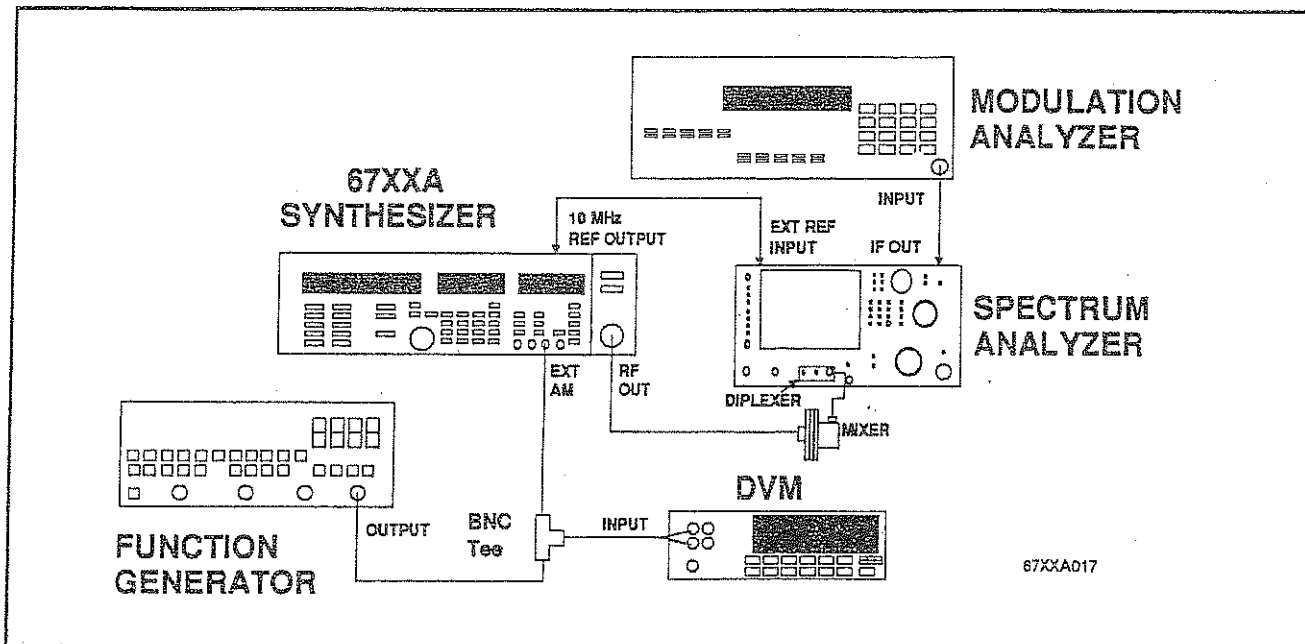 MODULATION
ANALYZER
67XXA
SYNTHESIZER
10 MHz
REF OUTPUT
EXT REF
INPUT
INPUT
IF OUT
SPECTRUM
ANALYZER
EXT
AM
RF
OUT
DIPLEXER
MIXER
DVM
OUTPUT
BNC
Tee
INPUT
FUNCTION
GENERATOR
67XXA017